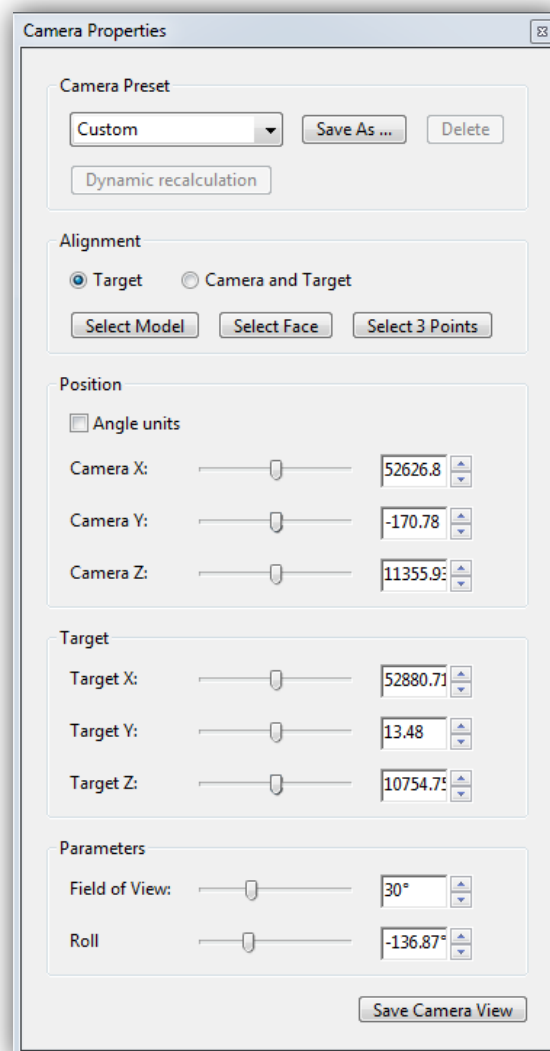 Camera Properties
Camera Preset
Custom Save As ... Delete
Dynamic recalculation
Alignment
Target Camera and Target
Select Model Select Face Select 3 Points
Position
Angle units
Camera X: 52626.8
Camera Y: -170.78
Camera Z: 11355.93
Target
Target X: 52880.71
Target Y: 13.48
Target Z: 10754.75
Parameters
Field of View: 30°
Roll -136.87°
Save Camera View